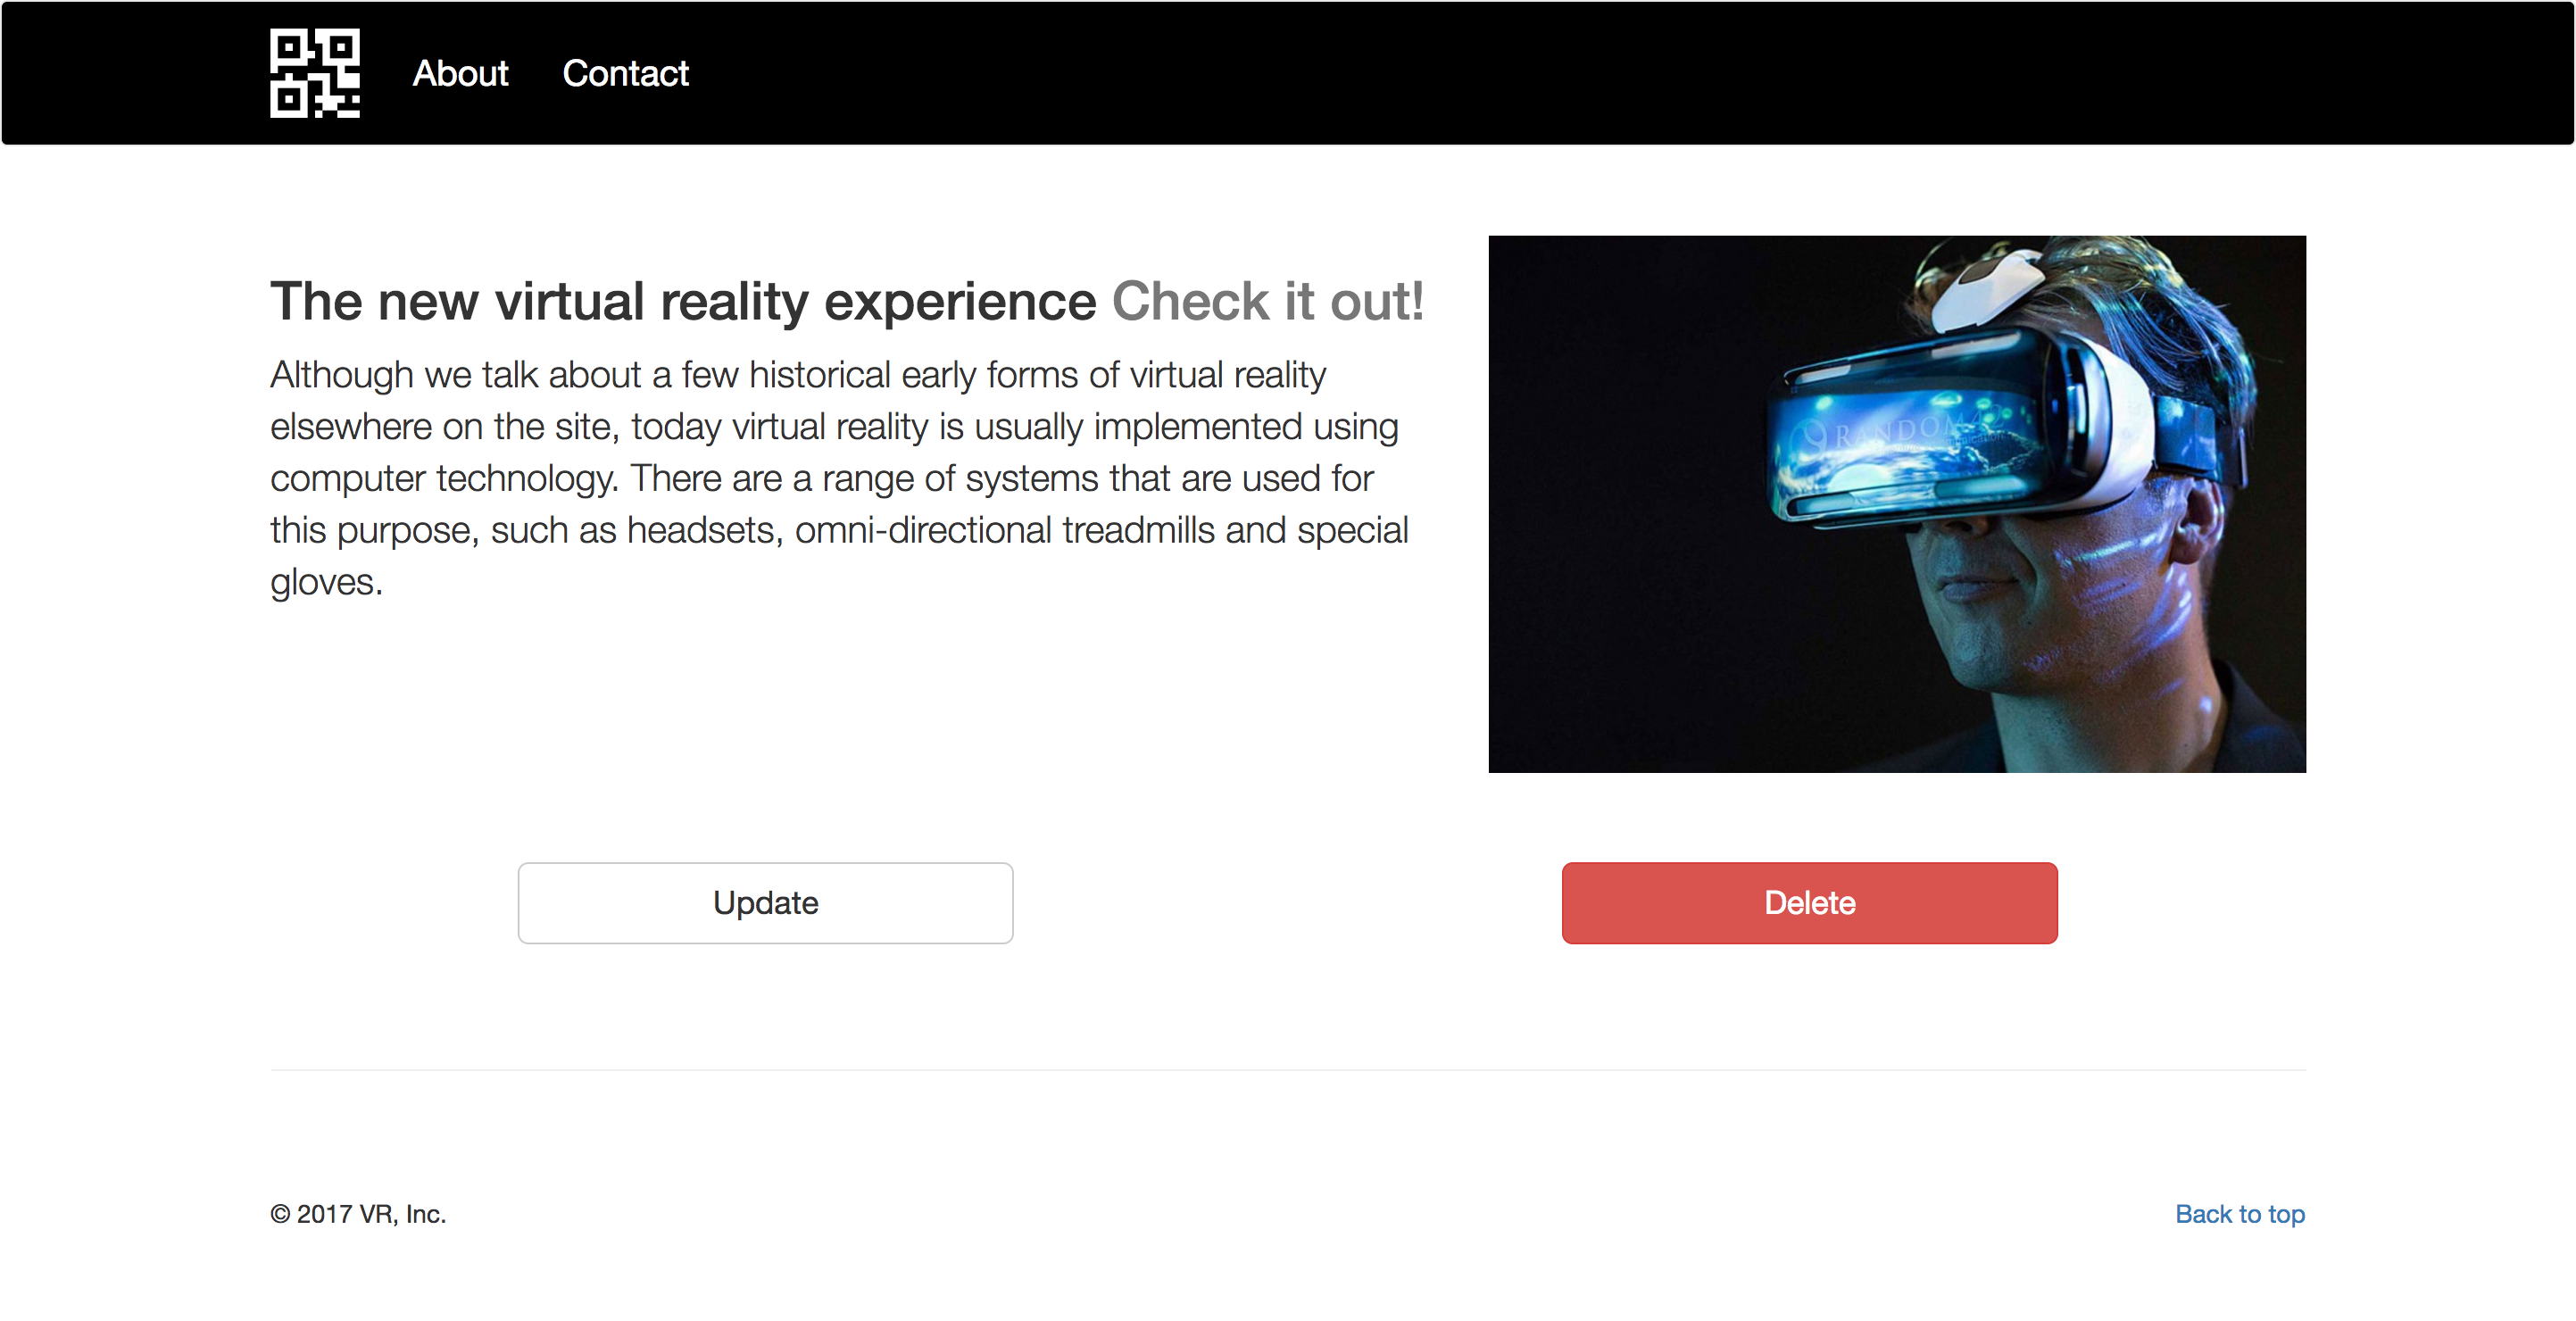 About Contact
The new virtual reality experience Check it out!
Although we talk about a few historical early forms of virtual reality
elsewhere on the site, today virtual reality is usually implemented using
computer technology. There are a range of systems that are used for
this purpose, such as headsets, omni-directional treadmills and special
gloves.
Update
Delete
© 2017 VR, Inc.
Back to top